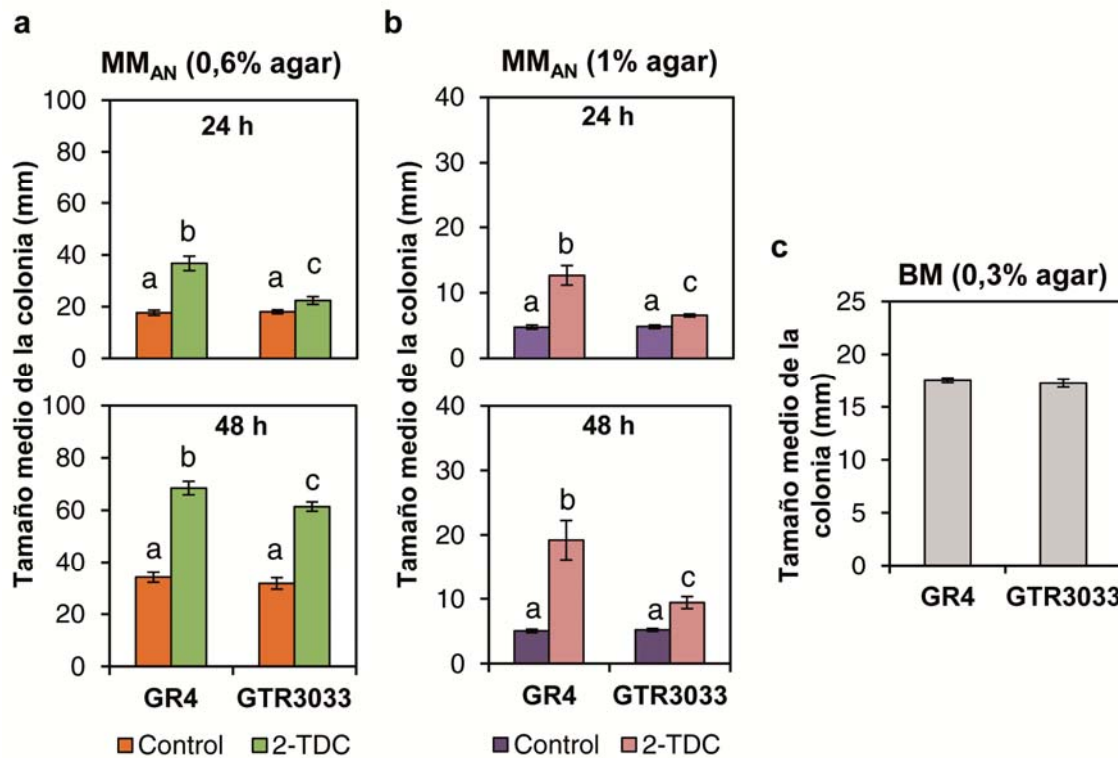 a
MMAN (0,6% agar)
Tamaño medio de la colonia (mm)
100
80
60
40
20
0
24 h
a
b
a
c
100
80
60
40
20
0
48 h
a
b
a
c
GR4
GTR3033
Control
2-TDC
b
MMAN (1% agar)
Tamaño medio de la colonia (mm)
40
30
20
10
0
24 h
a
b
a
c
40
30
20
10
0
48 h
a
b
a
c
GR4
GTR3033
Control
2-TDC
c
BM (0,3% agar)
Tamaño medio de la
colonia (mm)
25
20
15
10
5
0
GR4
GTR3033